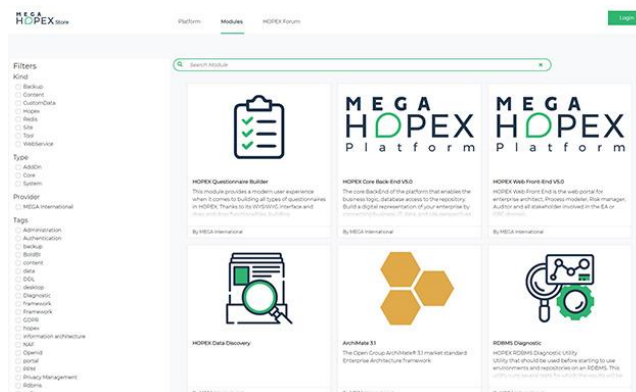 MEGA
HOPEX Store
Platform
Modules
HOPEX Forum
Login
Filters
Kind
Backup
Content
CustomData
Hopex
Redis
Site
Tool
WebService
Type
AddOn
Core
System
Provider
MEGA International
Tags
Administration
Authentication
backup
BoldBI
content
data
DDL
desktop
Diagnostic
framework
Framework
GDPR
hopex
information architecture
NAF
OpenId
portal
PPM
Privacy Management
Search Module
HOPEX Questionnaire Builder
This module provides a modern user experience
when it comes to building all types of questionnaires
in HOPEX. Thanks to its WYSIWYG interface and
By MEGA International
MEGA
HOPEX
Platform
HOPEX Core Back-End V5.0
The core BackEnd of the platform that enables the
business logic, database access to the repository.
Build a digital representation of your enterprise by
By MEGA International
MEGA
HOPEX
Platform
HOPEX Web Front-End V5.0
HOPEX Web Front End is the web portal for
enterprise architect, Process modeler, Risk manager,
Auditor and all stakeholder involved in the EA or
By MEGA International
HOPEX Data Discovery
ArchiMate 3.1
The Open Group ArchiMate® 3.1 market standard
Enterprise Architecture framework
RDBMS Diagnostic
HOPEX RDBMS Diagnostic Utility
Utility that should be used before starting to use
environments and repositories on an RDBMS. This